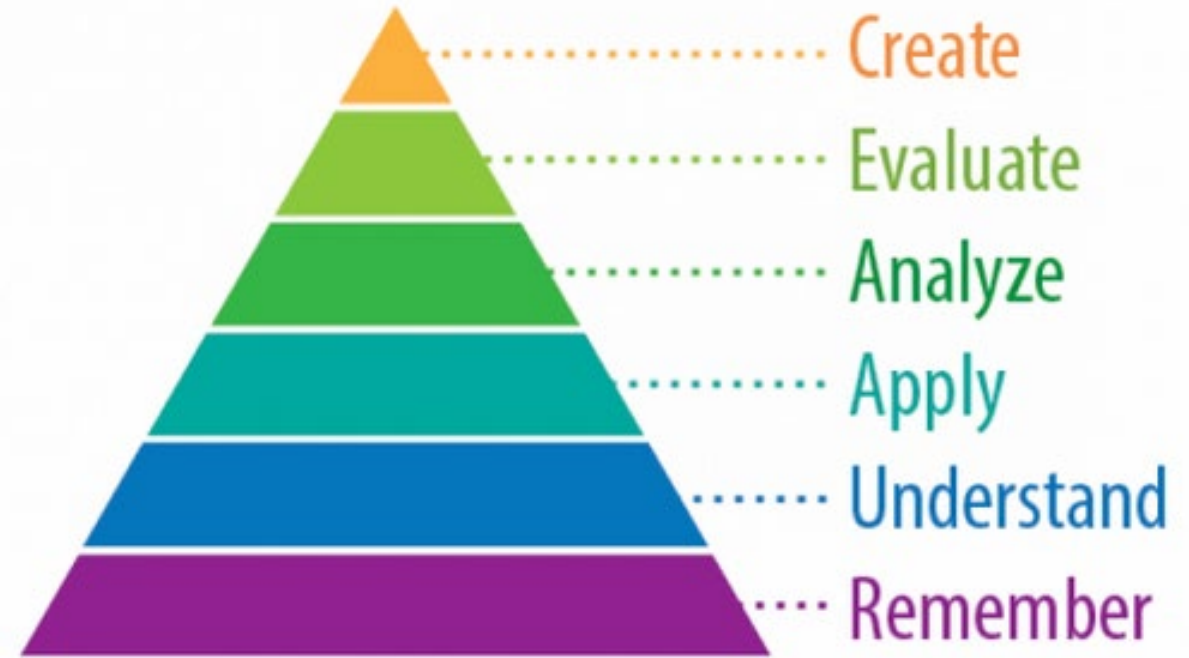 Create
Evaluate
Analyze
Apply
Understand
Remember